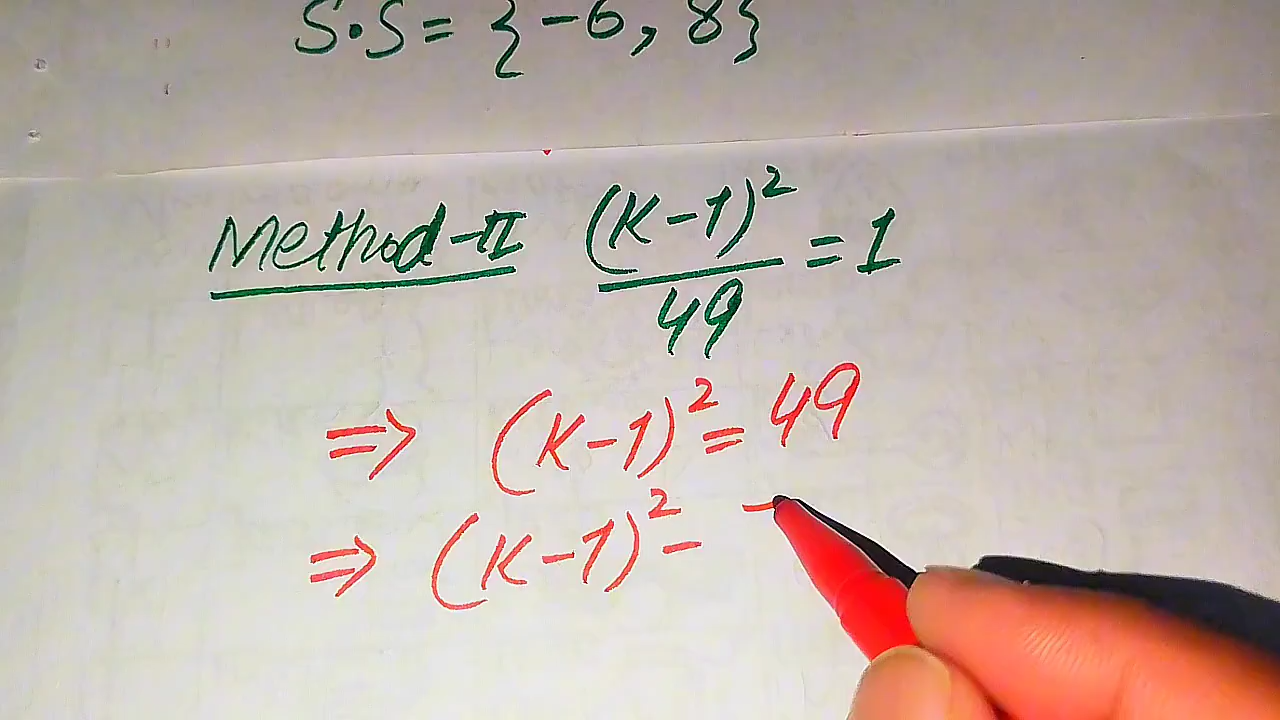 S.S = {-6, 8}
Method-II (K-1)²/49 = 1
=> (K-1)² = 49
=> (K-1)² -